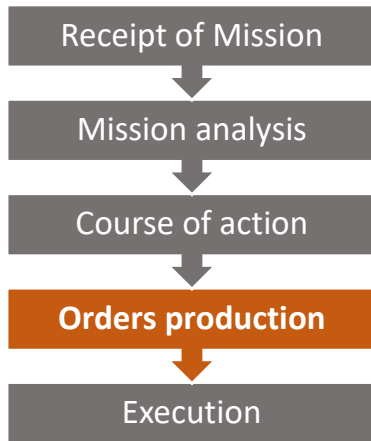 Receipt of Mission
Mission analysis
Course of action
Orders production
Execution